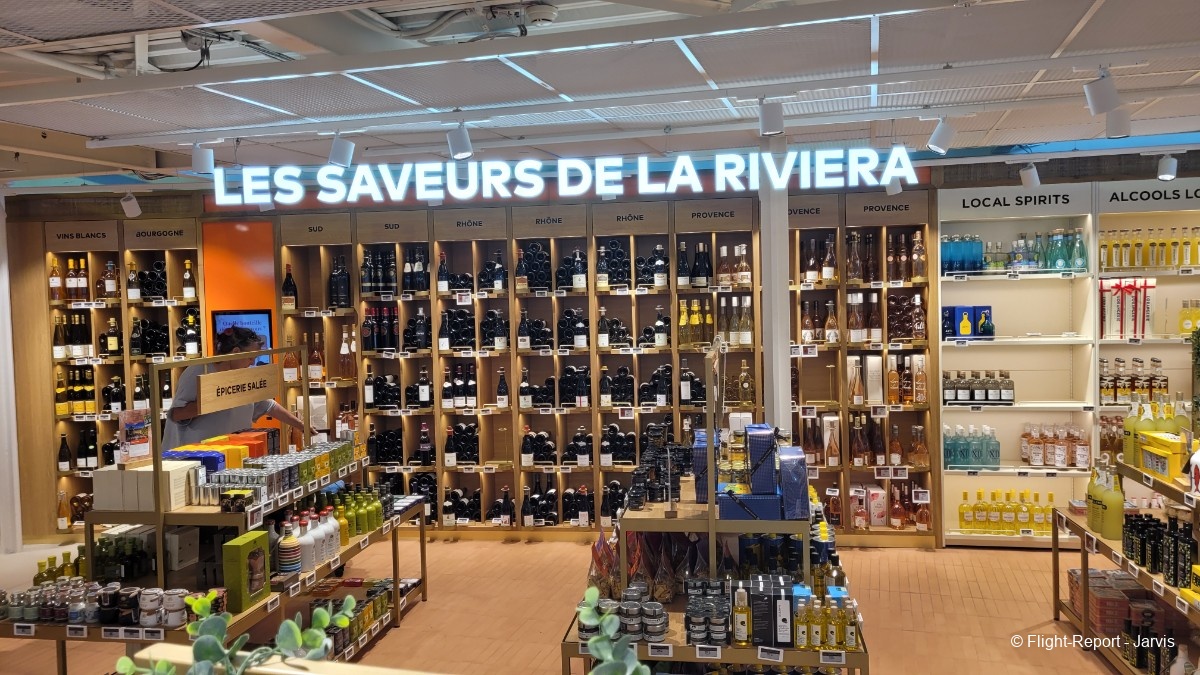 LES SAVEURS DE LA RIVIERA
VINS BLANCS
BOURGOGNE
SUD
SUD
RHÔNE
RHÔNE
RHÔNE
PROVENCE
OVENCE
PROVENCE
LOCAL SPIRITS
ALCOOLS LO
ÉPICERIE SALÉE
© Flight-Report - Jarvis